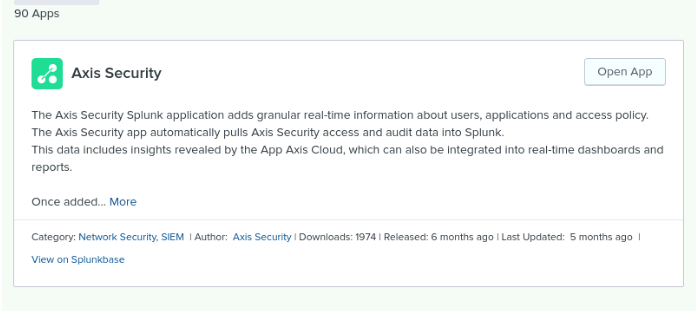 90 Apps
Axis Security
Open App
The Axis Security Splunk application adds granular real-time information about users, applications and access policy.
The Axis Security app automatically pulls Axis Security access and audit data into Splunk.
This data includes insights revealed by the App Axis Cloud, which can also be integrated into real-time dashboards and
reports.
Once added... More
Category: Network Security, SIEM | Author: Axis Security | Downloads: 1974 | Released: 6 months ago | Last Updated: 5 months ago |
View on Splunkbase